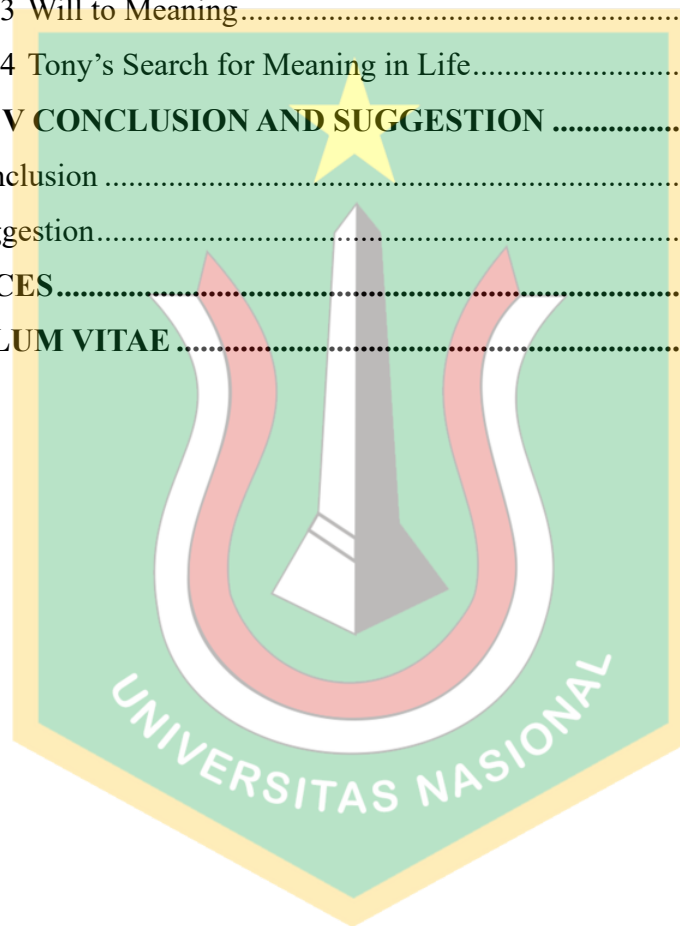 3 Will to Meaning
4 Tony’s Search for Meaning in Life
V CONCLUSION AND SUGGESTION
nclusion
ggestion
CES
LUM VITAE
UNIVERSITAS NASIONAL